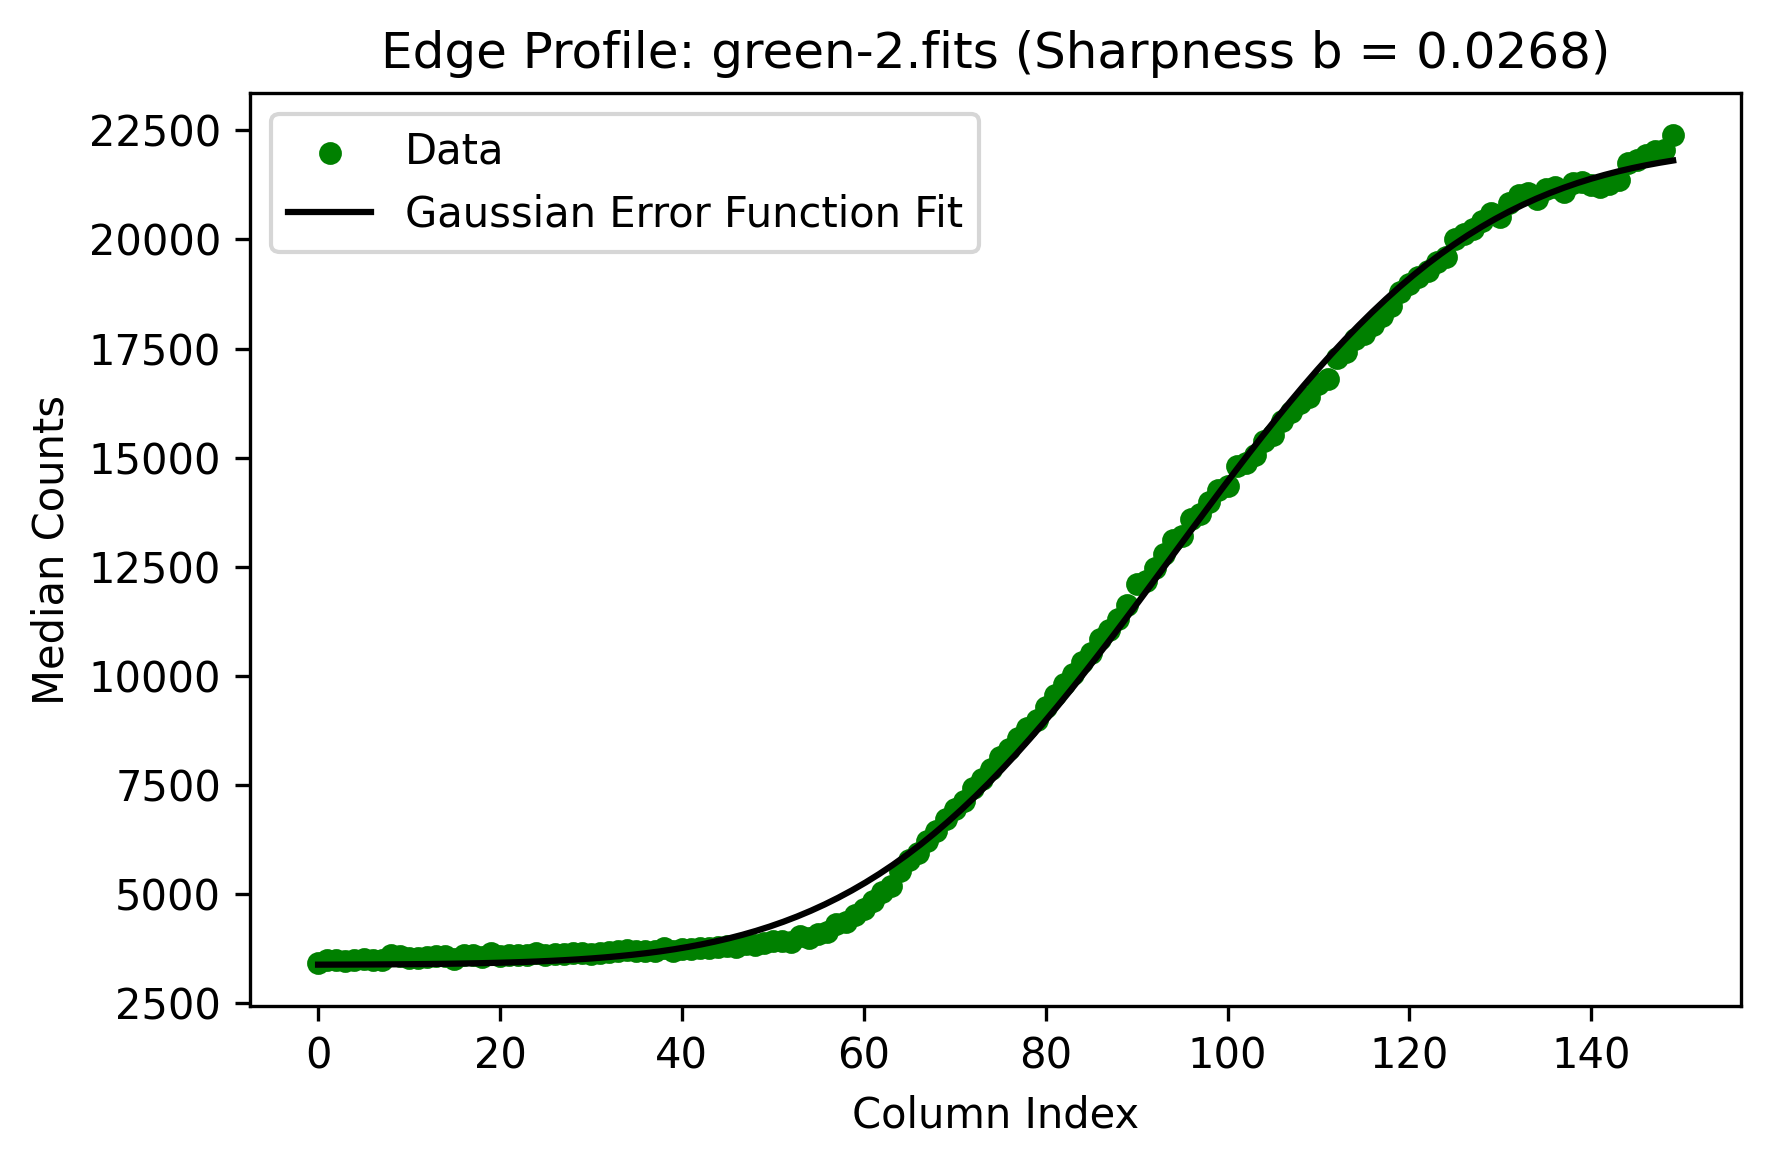 Edge Profile: green-2.fits (Sharpness b = 0.0268)
Data
Gaussian Error Function Fit
22500
20000
17500
15000
12500
10000
7500
5000
2500
Median Counts
0 20 40 60 80 100 120 140
Column Index